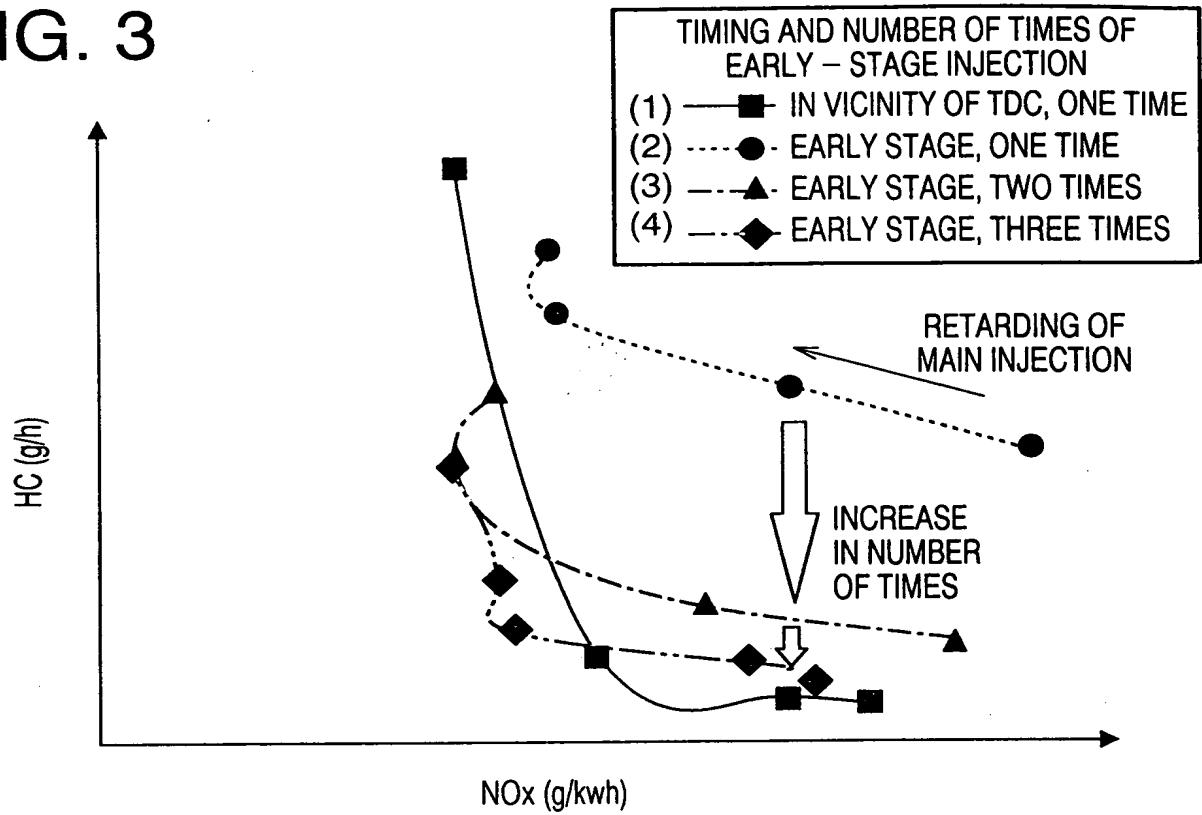 IG. 3
TIMING AND NUMBER OF TIMES OF
EARLY – STAGE INJECTION
(1) IN VICINITY OF TDC, ONE TIME
(2) EARLY STAGE, ONE TIME
(3) EARLY STAGE, TWO TIMES
(4) EARLY STAGE, THREE TIMES
RETARDING OF
MAIN INJECTION
HC (g/h)
INCREASE
IN NUMBER
OF TIMES
NOx (g/kwh)